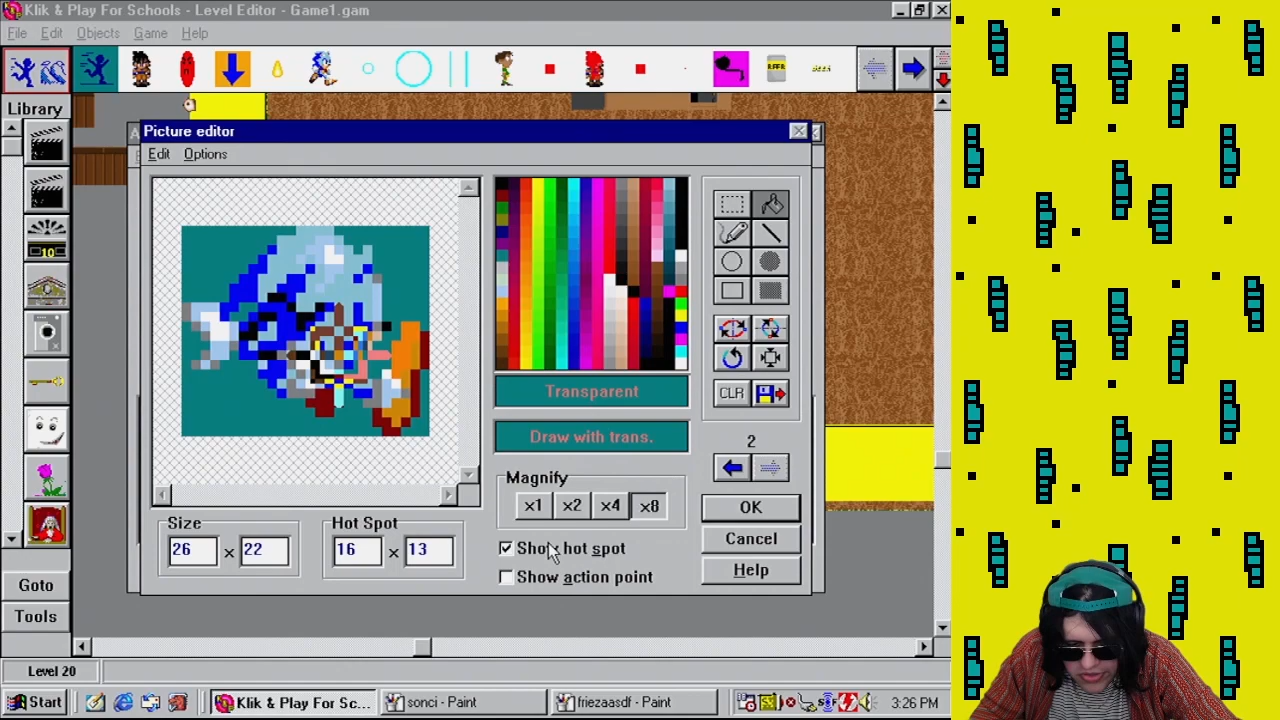 Klik & Play For Schools - Level Editor - Game1.gam
File Edit Objects Game Help
BEER
BEER
Library
Picture editor
Edit Options
10
Transparent
Draw with trans.
CLR
2
Magnify
x1 x2 x4 x8
OK
Size
26 x 22
Hot Spot
16 x 13
Show hot spot
Cancel
Show action point
Help
Goto
Tools
Level 20
Start
Klik & Play For Sc...
sonci - Paint
friezaasdf - Paint
3:26 PM